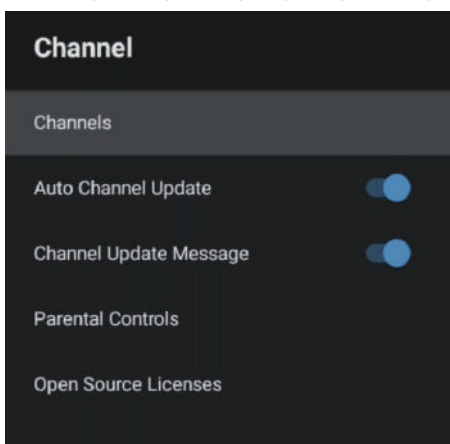 Channel
Channels
Auto Channel Update
Channel Update Message
Parental Controls
Open Source Licenses